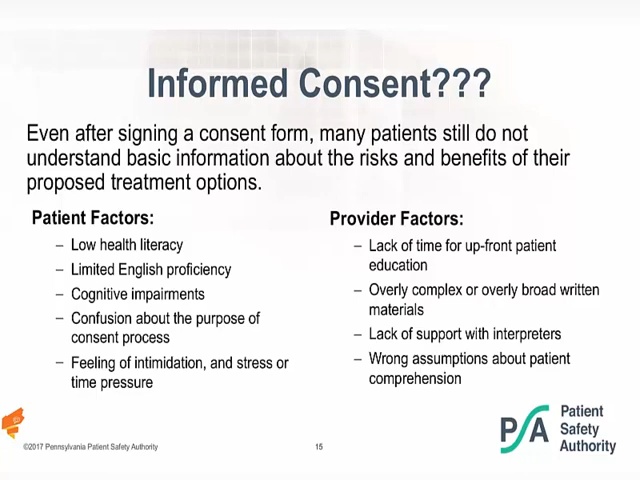 Informed Consent???
Even after signing a consent form, many patients still do not
understand basic information about the risks and benefits of their
proposed treatment options.
Patient Factors:
– Low health literacy
– Limited English proficiency
– Cognitive impairments
– Confusion about the purpose of
consent process
– Feeling of intimidation, and stress or
time pressure
Provider Factors:
– Lack of time for up-front patient
education
– Overly complex or overly broad written
materials
– Lack of support with interpreters
– Wrong assumptions about patient
comprehension
©2017 Pennsylvania Patient Safety Authority
15
PSA
Patient
Safety
Authority